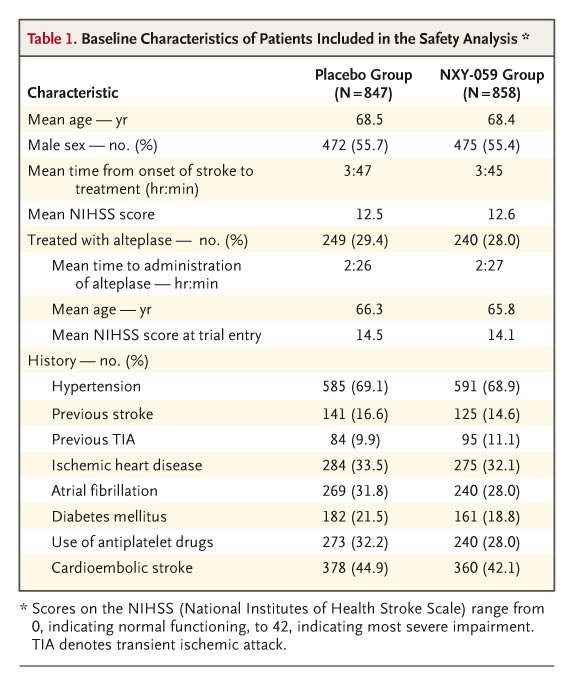 Table 1. Baseline Characteristics of Patients Included in the Safety Analysis *
Characteristic Placebo Group (N=847) NXY-059 Group (N=858)
Mean age — yr 68.5 68.4
Male sex — no. (%) 472 (55.7) 475 (55.4)
Mean time from onset of stroke to treatment (hr:min) 3:47 3:45
Mean NIHSS score 12.5 12.6
Treated with alteplase — no. (%) 249 (29.4) 240 (28.0)
Mean time to administration of alteplase — hr:min 2:26 2:27
Mean age — yr 66.3 65.8
Mean NIHSS score at trial entry 14.5 14.1
History — no. (%)
Hypertension 585 (69.1) 591 (68.9)
Previous stroke 141 (16.6) 125 (14.6)
Previous TIA 84 (9.9) 95 (11.1)
Ischemic heart disease 284 (33.5) 275 (32.1)
Atrial fibrillation 269 (31.8) 240 (28.0)
Diabetes mellitus 182 (21.5) 161 (18.8)
Use of antiplatelet drugs 273 (32.2) 240 (28.0)
Cardioembolic stroke 378 (44.9) 360 (42.1)
* Scores on the NIHSS (National Institutes of Health Stroke Scale) range from
0, indicating normal functioning, to 42, indicating most severe impairment.
TIA denotes transient ischemic attack.